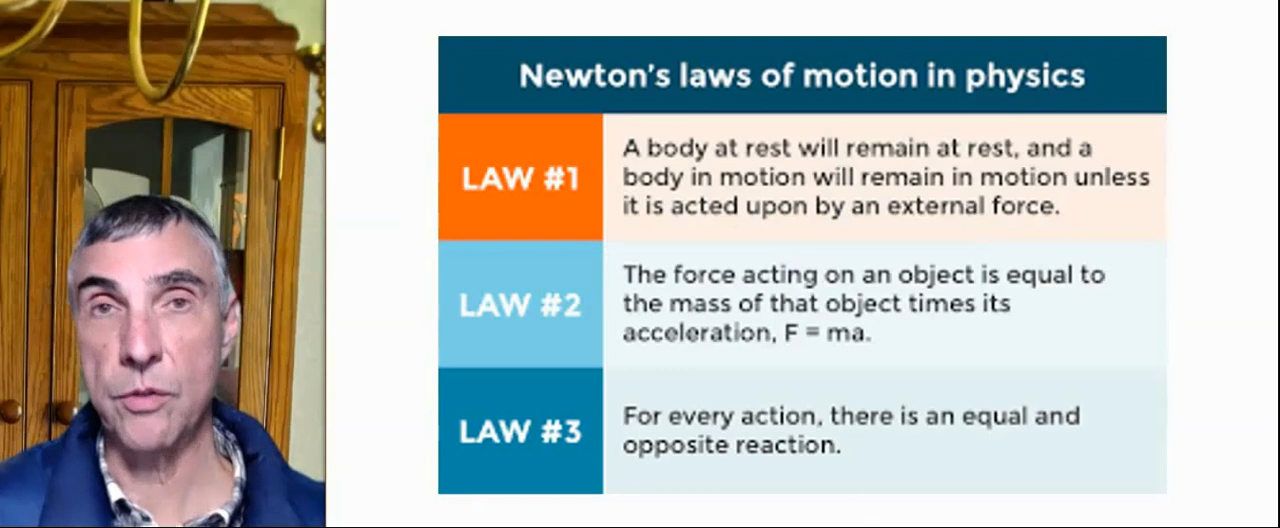 Newton's laws of motion in physics
LAW #1
A body at rest will remain at rest, and a
body in motion will remain in motion unless
it is acted upon by an external force.
LAW #2
The force acting on an object is equal to
the mass of that object times its
acceleration, F = ma.
LAW #3
For every action, there is an equal and
opposite reaction.